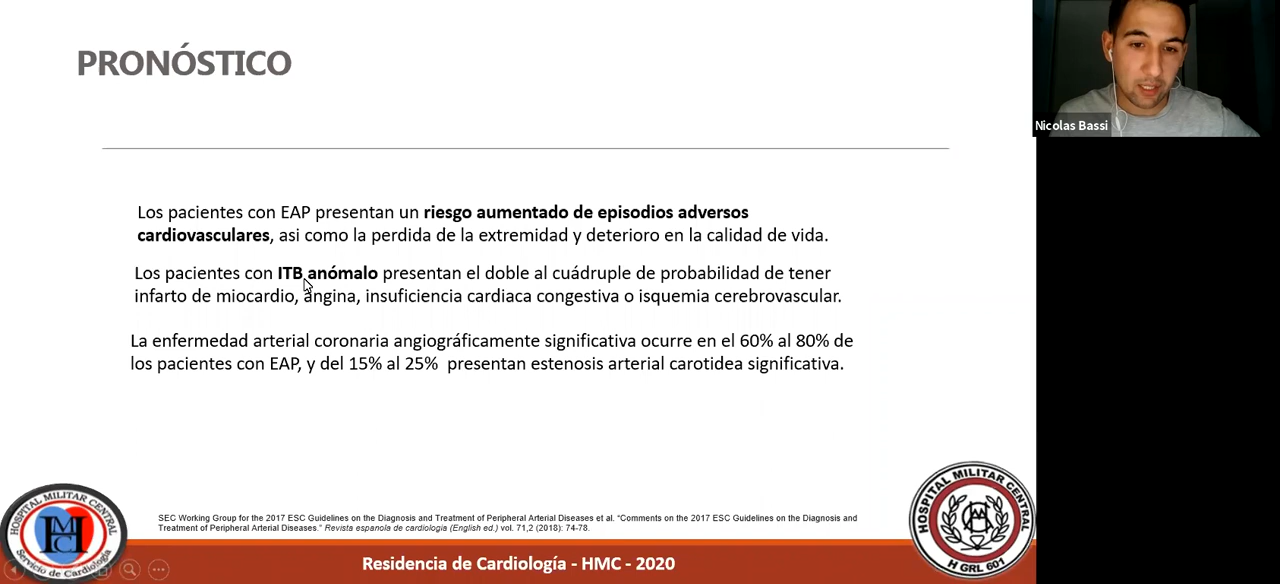 PRONÓSTICO
Nicolas Bassi
Los pacientes con EAP presentan un riesgo aumentado de episodios adversos
cardiovasculares, asi como la perdida de la extremidad y deterioro en la calidad de vida.
Los pacientes con ITB anómalo presentan el doble al cuádruple de probabilidad de tener
infarto de miocardio, angina, insuficiencia cardiaca congestiva o isquemia cerebrovascular.
La enfermedad arterial coronaria angiográficamente significativa ocurre en el 60% al 80% de
los pacientes con EAP, y del 15% al 25% presentan estenosis arterial carotidea significativa.
SEC Working Group for the 2017 ESC Guidelines on the Diagnosis and Treatment of Peripheral Arterial Diseases et al. “Comments on the 2017 ESC Guidelines on the Diagnosis and
Treatment of Peripheral Arterial Diseases.” Revista espanola de cardiologia (English ed.) vol. 71,2 (2018): 74-78.
HOSPITAL MILITAR CENTRAL
HMC
Servicio de Cardiología
Residencia de Cardiología - HMC - 2020
HOSPITAL MILITAR CENTRAL
H GRL 601